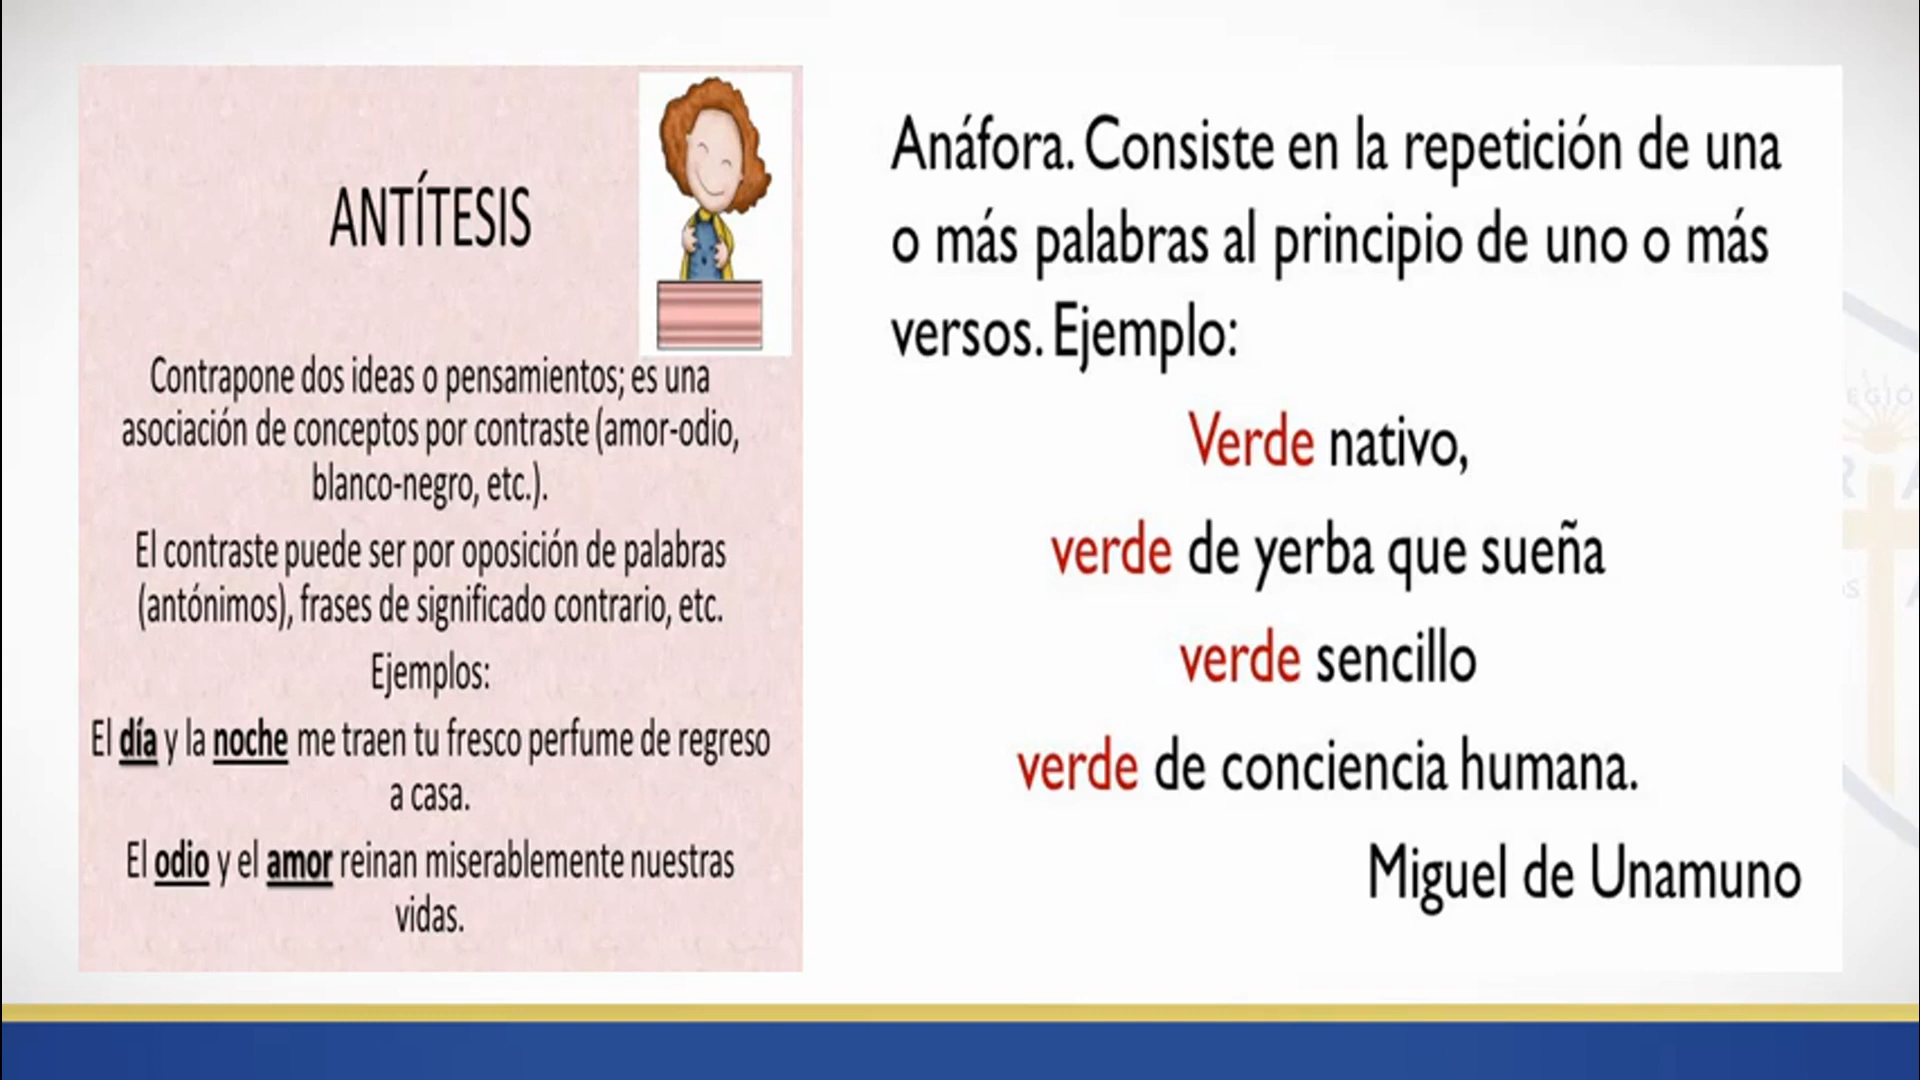 ANTÍTESIS
Contrapone dos ideas o pensamientos; es una
asociación de conceptos por contraste (amor-odio,
blanco-negro, etc.).
El contraste puede ser por oposición de palabras
(antónimos), frases de significado contrario, etc.
Ejemplos:
El día y la noche me traen tu fresco perfume de regreso
a casa.
El odio y el amor reinan miserablemente nuestras
vidas.
Anáfora. Consiste en la repetición de una
o más palabras al principio de uno o más
versos. Ejemplo:
Verde nativo,
verde de yerba que sueña
verde sencillo
verde de conciencia humana.
Miguel de Unamuno